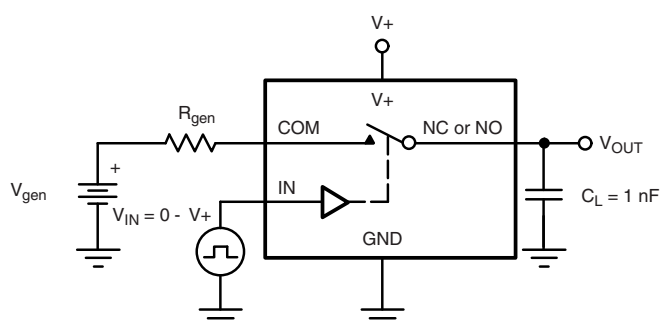 V+
V+
Rgen
COM
NC or NO
VOUT
+
Vgen
IN
VIN = 0 - V+
CL = 1 nF
GND